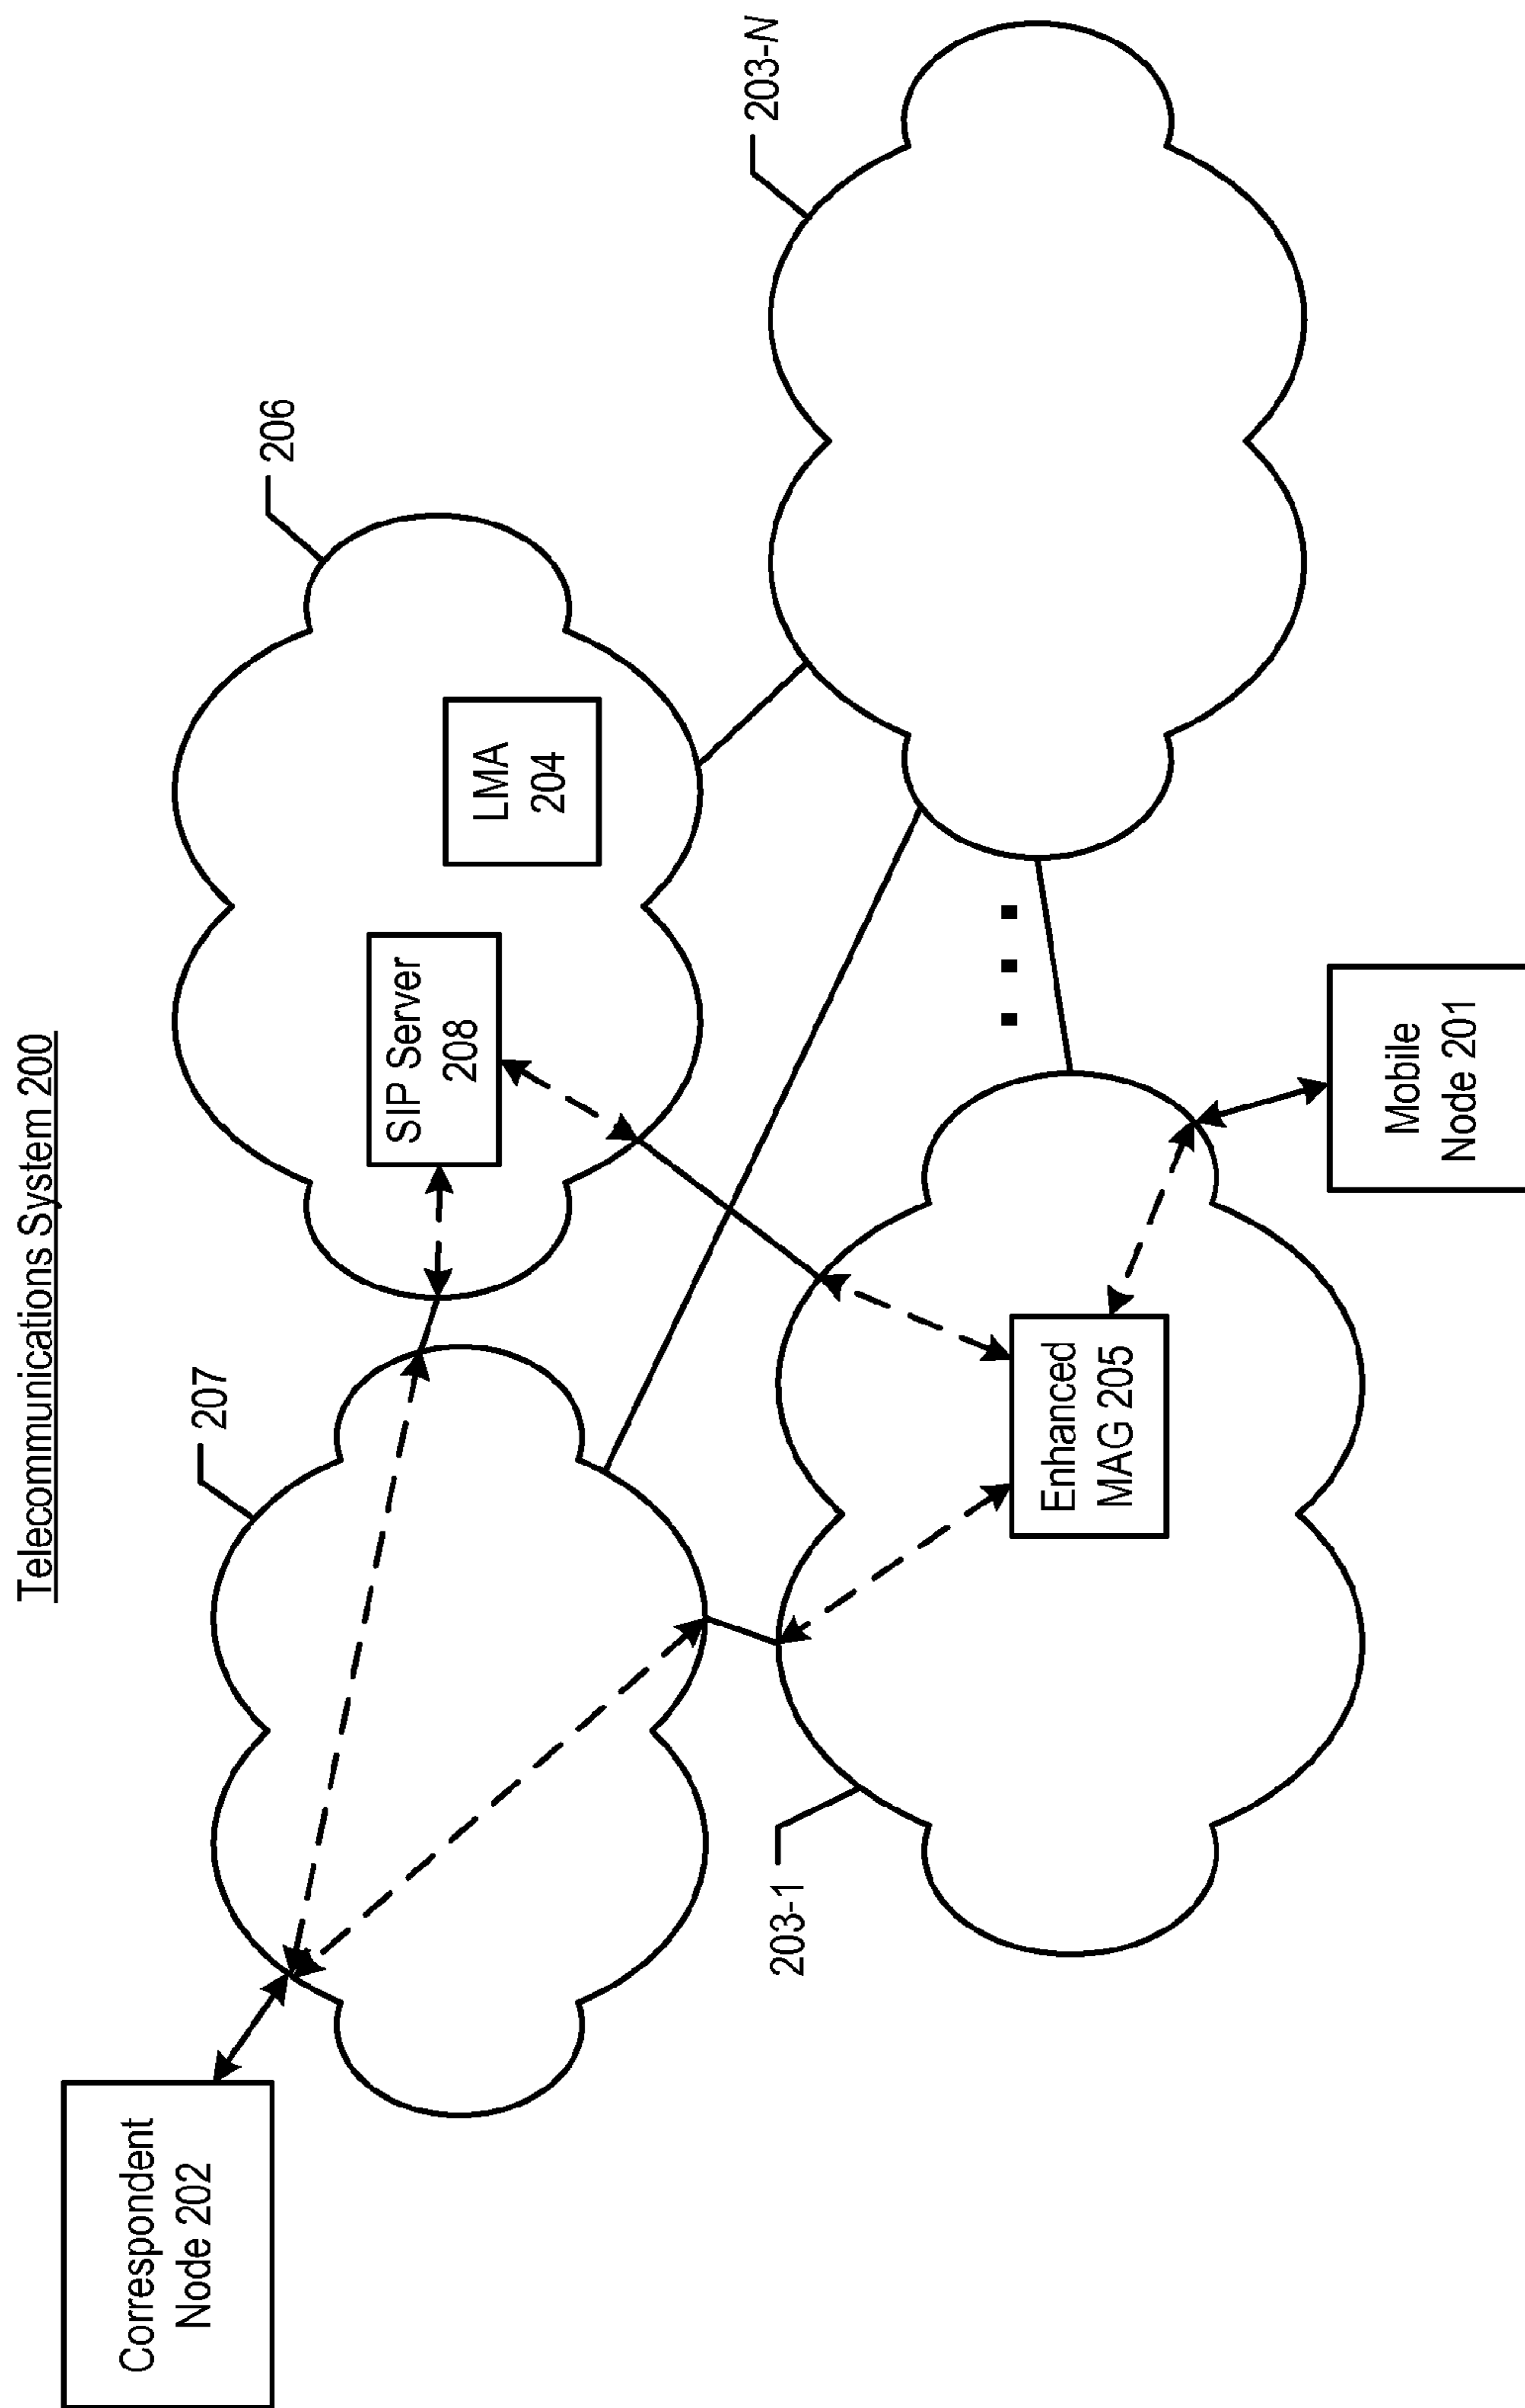 Telecommunications System 200
Correspondent
Node 202
207
206
SIP Server
208
LMA
204
203-N
203-1
Enhanced
MAG 205
Mobile
Node 201